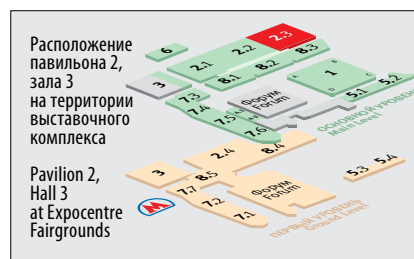 Расположение
павильона 2,
зала 3
на территории
выставочного
комплекса
Pavilion 2,
Hall 3
at Expocentre
Fairgrounds
6
2.1
2.2
2.3
8.1
8.2
8.3
3
7.3
7.4
7.5
7.6
Форум
Forum
1
5.1
5.2
ОСНОВНОЙ УРОВЕНЬ
Main Level
3
2.4
8.4
8.5
7.7
7.2
7.1
Форум
Forum
5.3
5.4
ПЕРВЫЙ УРОВЕНЬ
Ground Level